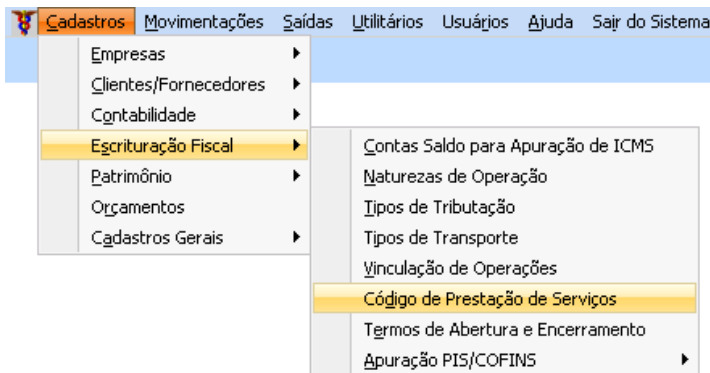 Cadastros Movimentações Saídas Utilitários Usuários Ajuda Sair do Sistema
Empresas
Clientes/Fornecedores
Contabilidade
Escrituração Fiscal
Patrimônio
Orçamentos
Cadastros Gerais
Contas Saldo para Apuração de ICMS
Naturezas de Operação
Tipos de Tributação
Tipos de Transporte
Vinculação de Operações
Código de Prestação de Serviços
Termos de Abertura e Encerramento
Apuração PIS/COFINS